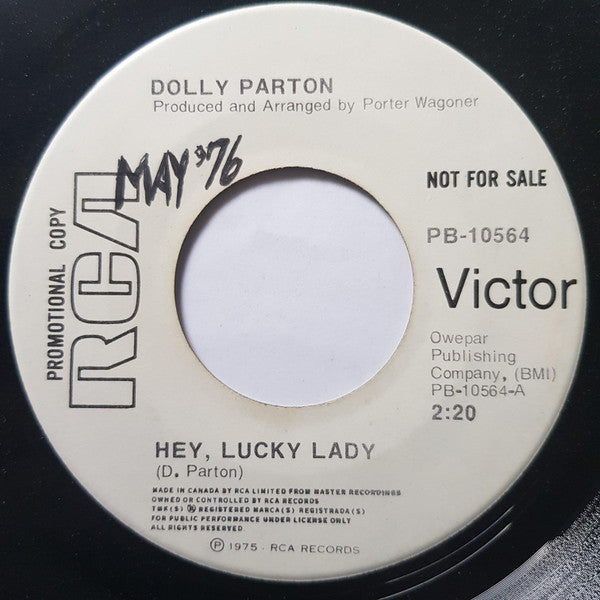 DOLLY PARTON
Produced and Arranged by Porter Wagoner
MAY 3/76
NOT FOR SALE
PROMOTIONAL COPY
RCA
PB-10564
Victor
Owepar
Publishing
Company, (BMI)
PB-10564-A
2:20
HEY, LUCKY LADY
(D. Parton)
MADE IN CANADA BY RCA LIMITED FROM MASTER RECORDINGS
OWNED OR CONTROLLED BY RCA RECORDS
TMK(S) ® REGISTERED MARCA(S) REGISTRADA(S)
FOR PUBLIC PERFORMANCE UNDER LICENSE ONLY
ALL RIGHTS RESERVED
℗ 1975 - RCA RECORDS